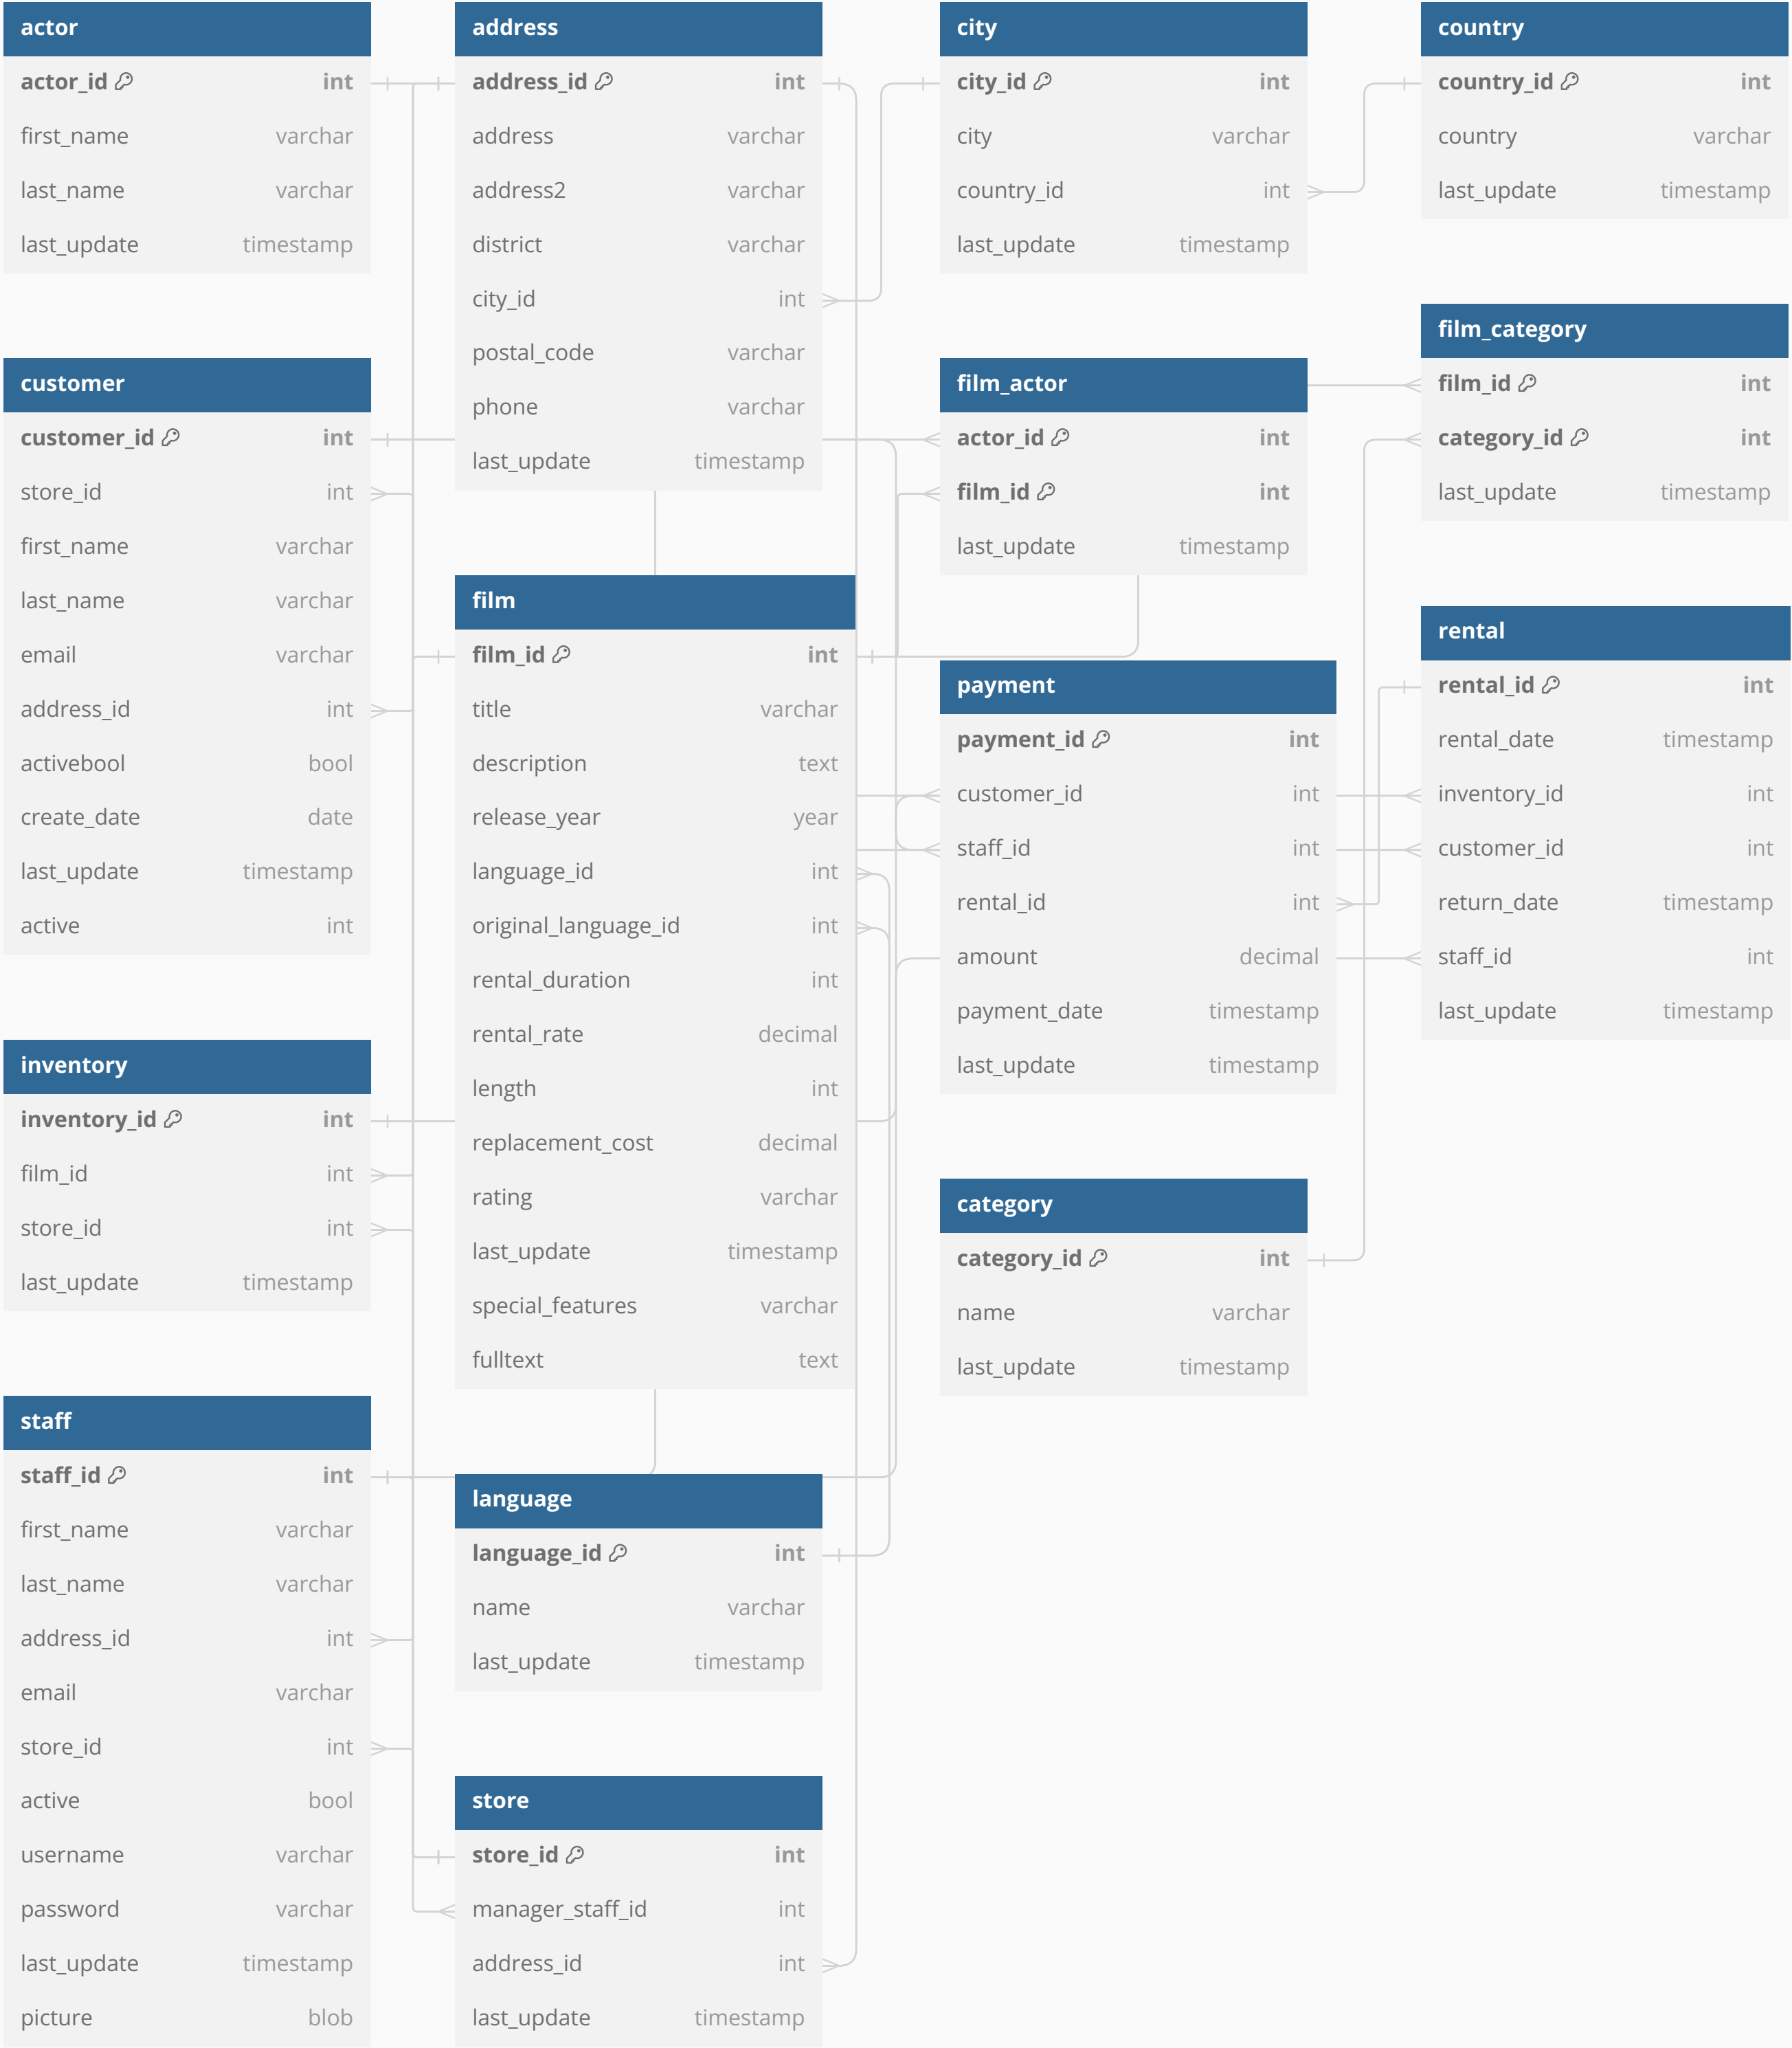 actor
actor_id int
first_name varchar
last_name varchar
last_update timestamp
customer
customer_id int
store_id int
first_name varchar
last_name varchar
email varchar
address_id int
activebool bool
create_date date
last_update timestamp
active int
inventory
inventory_id int
film_id int
store_id int
last_update timestamp
staff
staff_id int
first_name varchar
last_name varchar
address_id int
email varchar
store_id int
active bool
username varchar
password varchar
last_update timestamp
picture blob
address
address_id int
address varchar
address2 varchar
district varchar
city_id int
postal_code varchar
phone varchar
last_update timestamp
film
film_id int
title varchar
description text
release_year year
language_id int
original_language_id int
rental_duration int
rental_rate decimal
length int
replacement_cost decimal
rating varchar
last_update timestamp
special_features varchar
fulltext text
language
language_id int
name varchar
last_update timestamp
store
store_id int
manager_staff_id int
address_id int
last_update timestamp
city
city_id int
city varchar
country_id int
last_update timestamp
film_actor
actor_id int
film_id int
last_update timestamp
payment
payment_id int
customer_id int
staff_id int
rental_id int
amount decimal
payment_date timestamp
last_update timestamp
category
category_id int
name varchar
last_update timestamp
country
country_id int
country varchar
last_update timestamp
film_category
film_id int
category_id int
last_update timestamp
rental
rental_id int
rental_date timestamp
inventory_id int
customer_id int
return_date timestamp
staff_id int
last_update timestamp